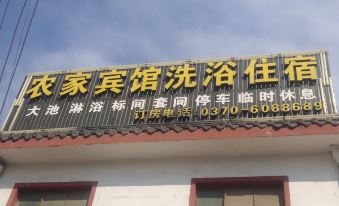 农家宾馆洗浴住宿
大池 淋浴 标间 套间 停车 临时休息
订房电话:0370-6088689